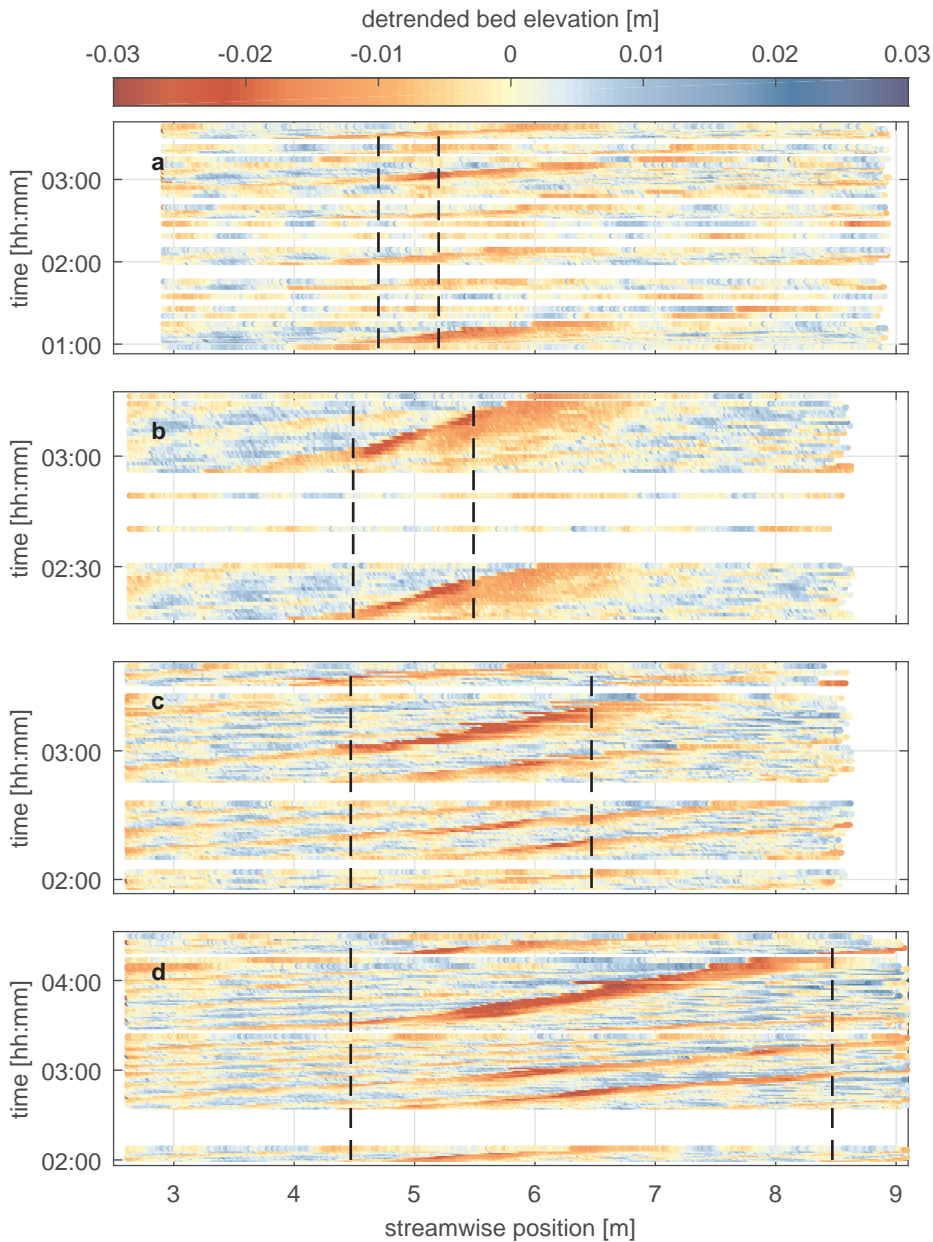 detrended bed elevation [m]
-0.03 -0.02 -0.01 0 0.01 0.02 0.03
a
03:00
02:00
01:00
time [hh:mm]
b
03:00
02:30
time [hh:mm]
c
03:00
02:00
time [hh:mm]
d
04:00
03:00
02:00
time [hh:mm]
3 4 5 6 7 8 9
streamwise position [m]